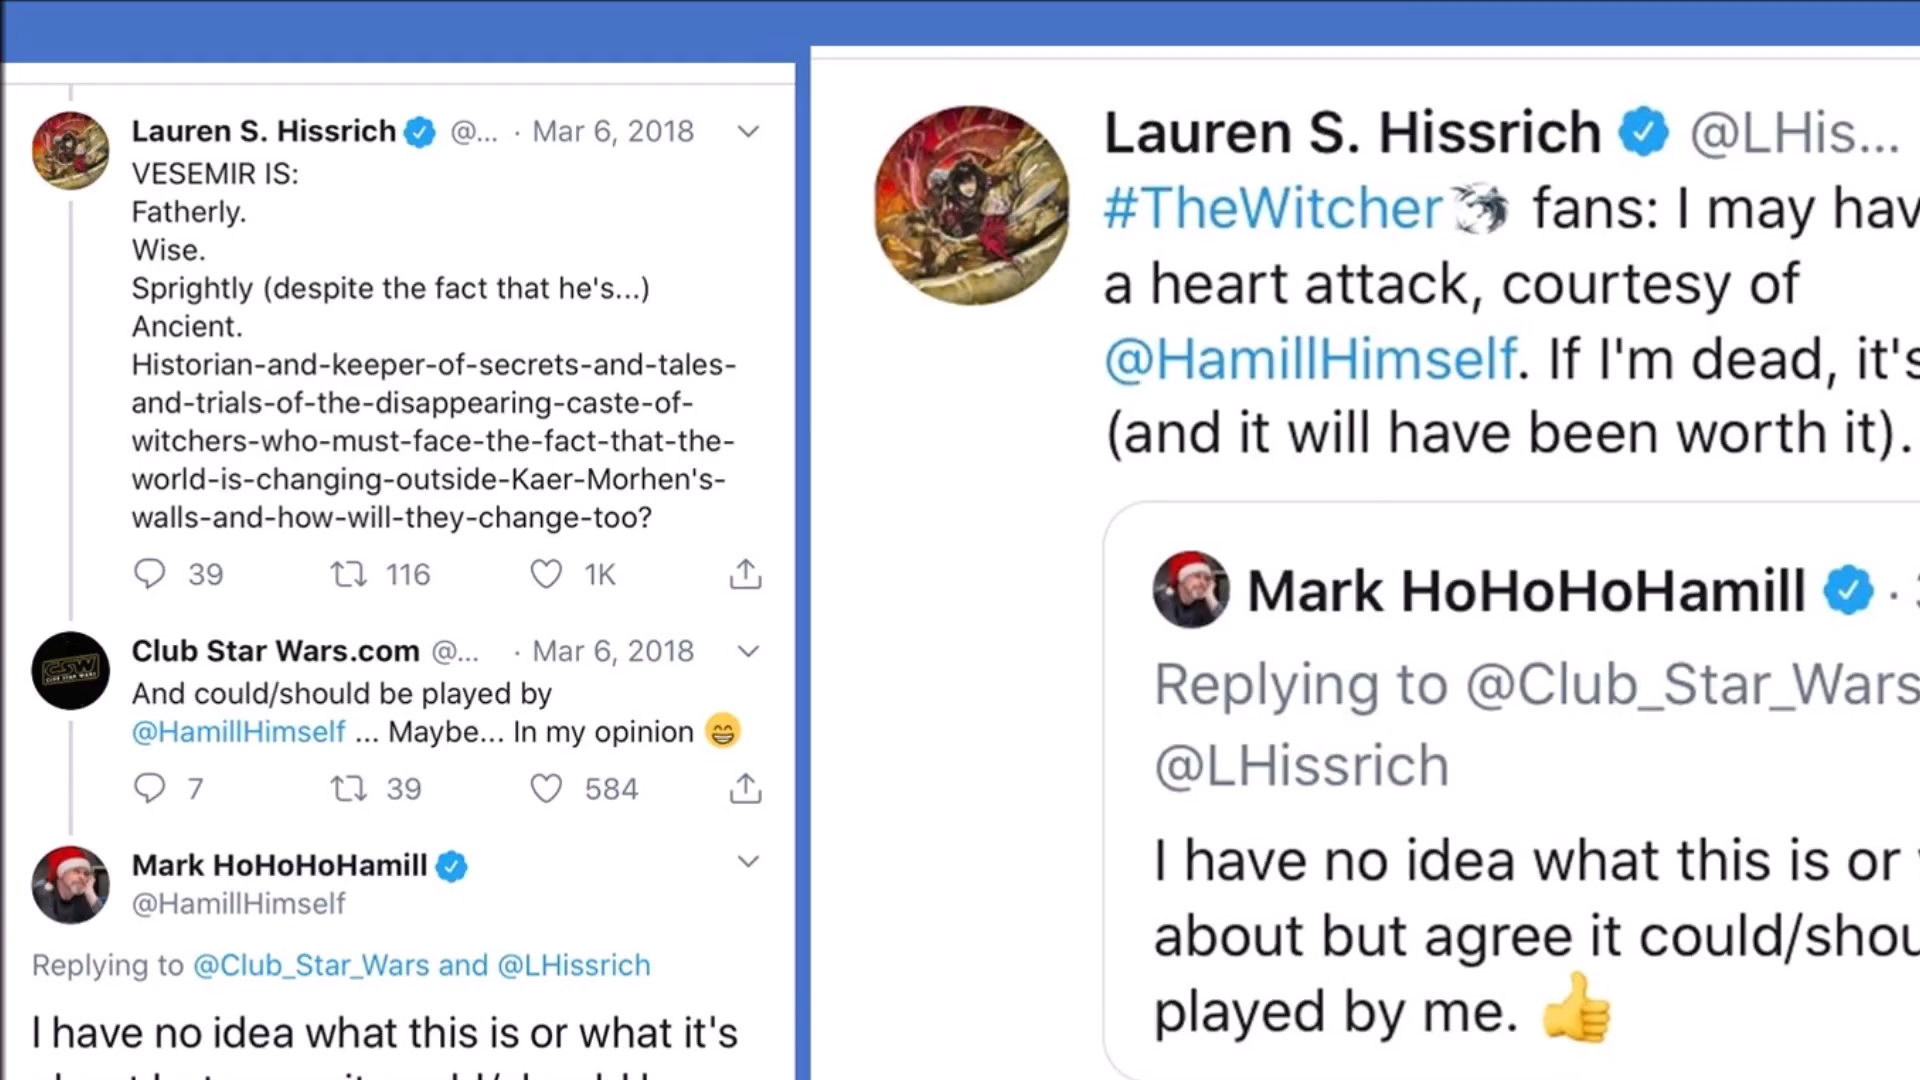 Lauren S. Hissrich @... · Mar 6, 2018
VESEMIR IS:
Fatherly.
Wise.
Sprightly (despite the fact that he's...)
Ancient.
Historian-and-keeper-of-secrets-and-tales-
and-trials-of-the-disappearing-caste-of-
witchers-who-must-face-the-fact-that-the-
world-is-changing-outside-Kaer-Morhen's-
walls-and-how-will-they-change-too?
39 116 1K
CSW
CLUB STAR WARS
Club Star Wars.com @... · Mar 6, 2018
And could/should be played by
@HamillHimself ... Maybe... In my opinion 😁
7 39 584
Mark HoHoHoHamill
@HamillHimself
Replying to @Club_Star_Wars and @LHissrich
I have no idea what this is or what it's
Lauren S. Hissrich @LHis...
#TheWitcher fans: I may hav
a heart attack, courtesy of
@HamillHimself. If I'm dead, it's
(and it will have been worth it).
Mark HoHoHoHamill ·
Replying to @Club_Star_Wars
@LHissrich
I have no idea what this is or
about but agree it could/shou
played by me. 👍